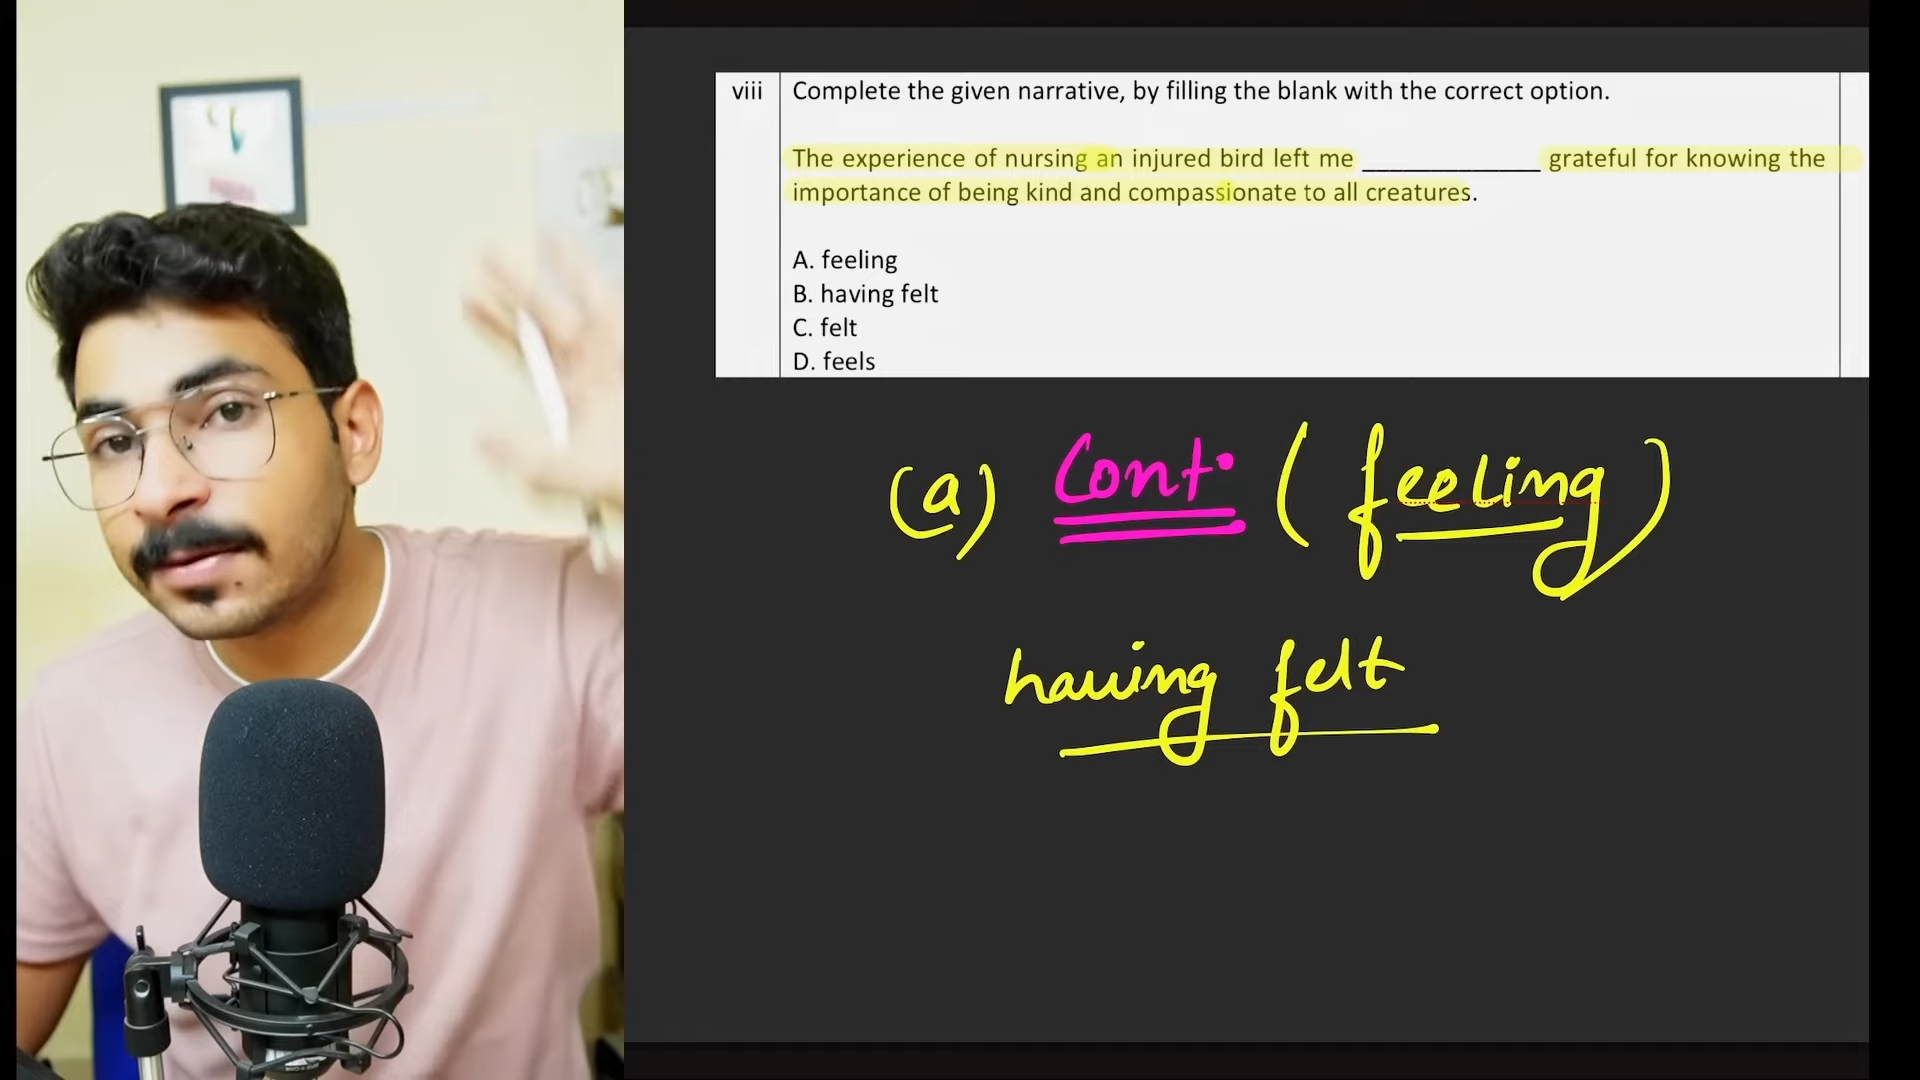 viii Complete the given narrative, by filling the blank with the correct option.
The experience of nursing an injured bird left me ______________ grateful for knowing the
importance of being kind and compassionate to all creatures.
A. feeling
B. having felt
C. felt
D. feels
(a) Cont. (feeling)
having felt